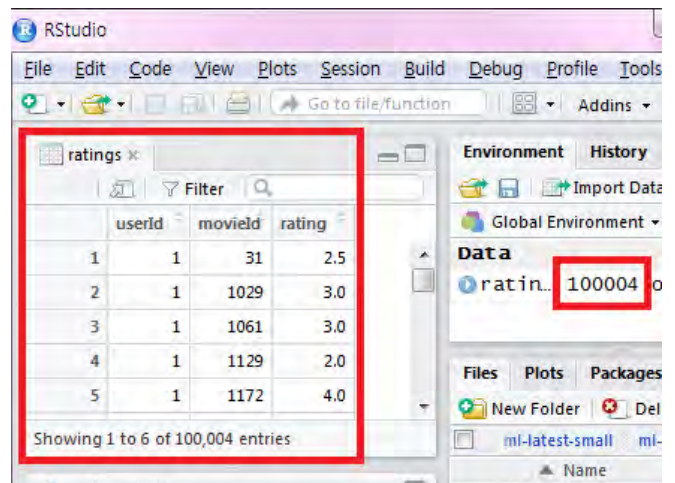 RStudio
File Edit Code View Plots Session Build Debug Profile Tools
Go to file/function Addins
ratings
Filter
userId movieId rating
1 1 31 2.5
2 1 1029 3.0
3 1 1061 3.0
4 1 1129 2.0
5 1 1172 4.0
Showing 1 to 6 of 100,004 entries
Environment History
Import Data
Global Environment
Data
ratin… 100004 o
Files Plots Packages
New Folder Del
ml-latest-small ml-
Name